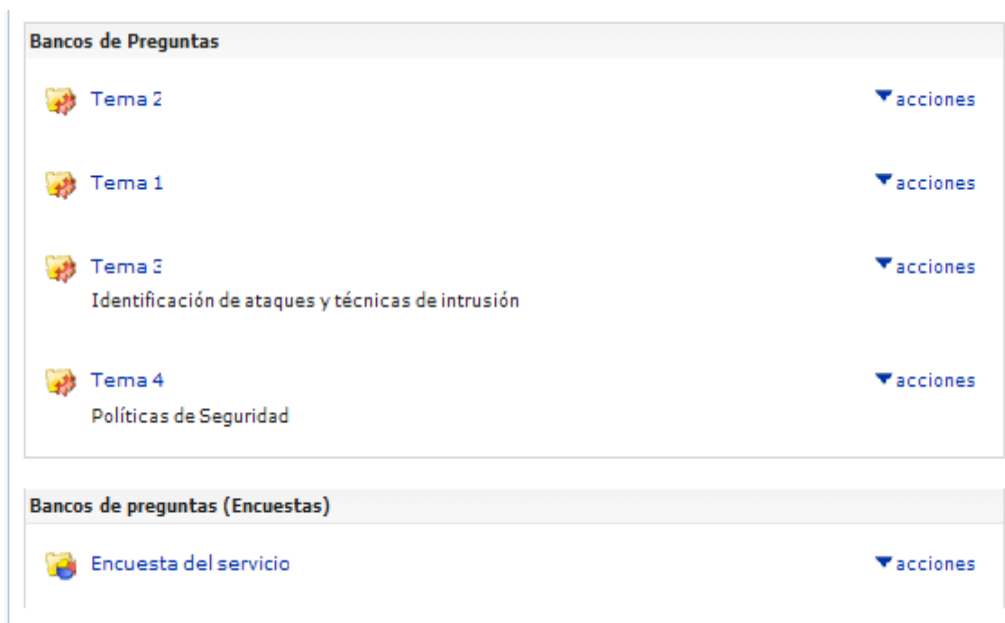 Bancos de Preguntas
Tema 2
acciones
Tema 1
acciones
Tema 3
acciones
Identificación de ataques y técnicas de intrusión
Tema 4
acciones
Políticas de Seguridad
Bancos de preguntas (Encuestas)
Encuesta del servicio
acciones